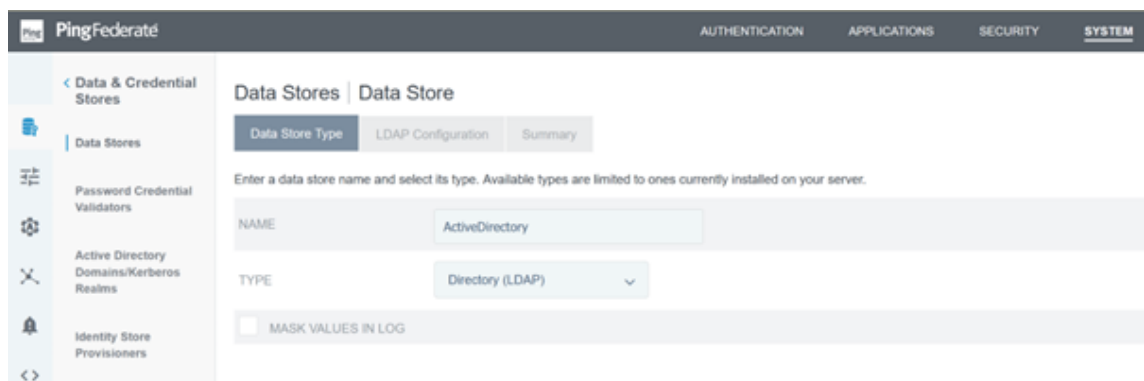 Ping PingFederate AUTHENTICATION APPLICATIONS SECURITY SYSTEM
< Data & Credential
Stores
Data Stores
Password Credential
Validators
Active Directory
Domains/Kerberos
Realms
Identity Store
Provisioners
Data Stores | Data Store
Data Store Type LDAP Configuration Summary
Enter a data store name and select its type. Available types are limited to ones currently installed on your server.
NAME ActiveDirectory
TYPE Directory (LDAP)
MASK VALUES IN LOG